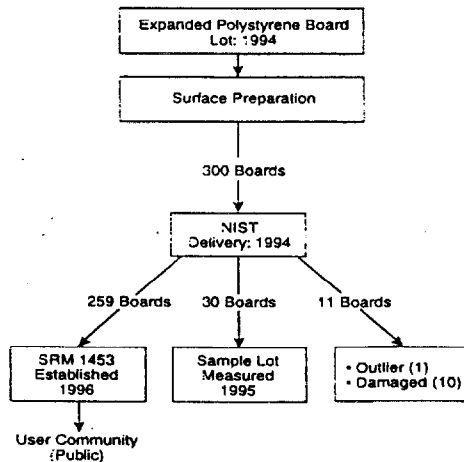 Expanded Polystyrene Board
Lot: 1994
Surface Preparation
300 Boards
NIST
Delivery: 1994
259 Boards
30 Boards
11 Boards
SRM 1453
Established
1996
Sample Lot
Measured
1995
• Outlier (1)
• Damaged (10)
User Community
(Public)